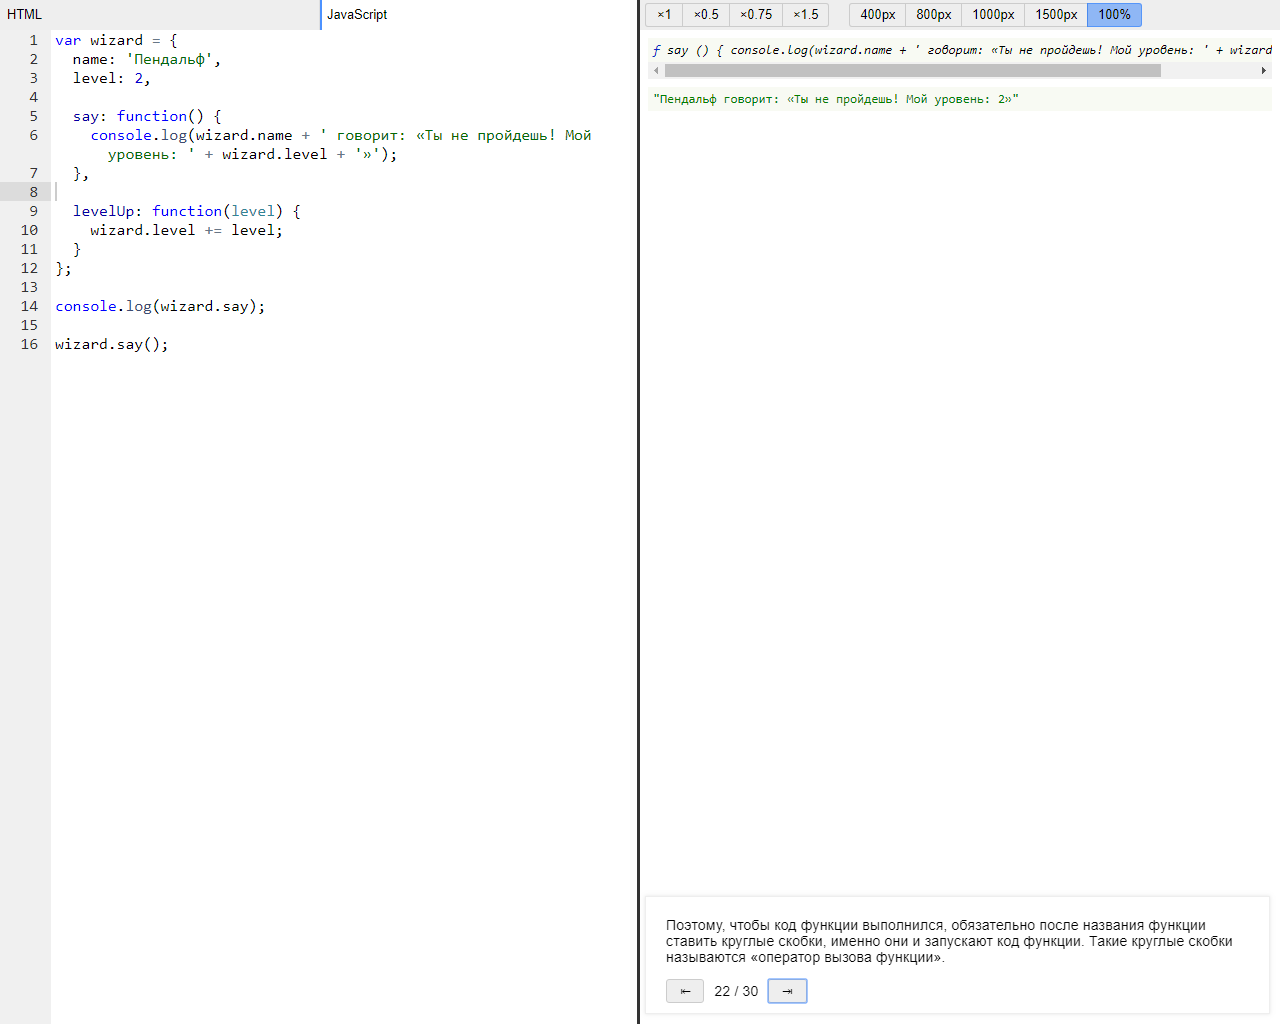 HTML
JavaScript
1 var wizard = {
2 name: 'Пендальф',
3 level: 2,
4
5 say: function() {
6 console.log(wizard.name + ' говорит: «Ты не пройдешь! Мой
уровень: ' + wizard.level + '»');
7 },
8
9 levelUp: function(level) {
10 wizard.level += level;
11 }
12 };
13
14 console.log(wizard.say);
15
16 wizard.say();
×1 ×0.5 ×0.75 ×1.5 400px 800px 1000px 1500px 100%
ƒ say () { console.log(wizard.name + ' говорит: «Ты не пройдешь! Мой уровень: ' + wizard
"Пендальф говорит: «Ты не пройдешь! Мой уровень: 2»"
Поэтому, чтобы код функции выполнился, обязательно после названия функции
ставить круглые скобки, именно они и запускают код функции. Такие круглые скобки
называются «оператор вызова функции».
⇤ 22 / 30 ⇥